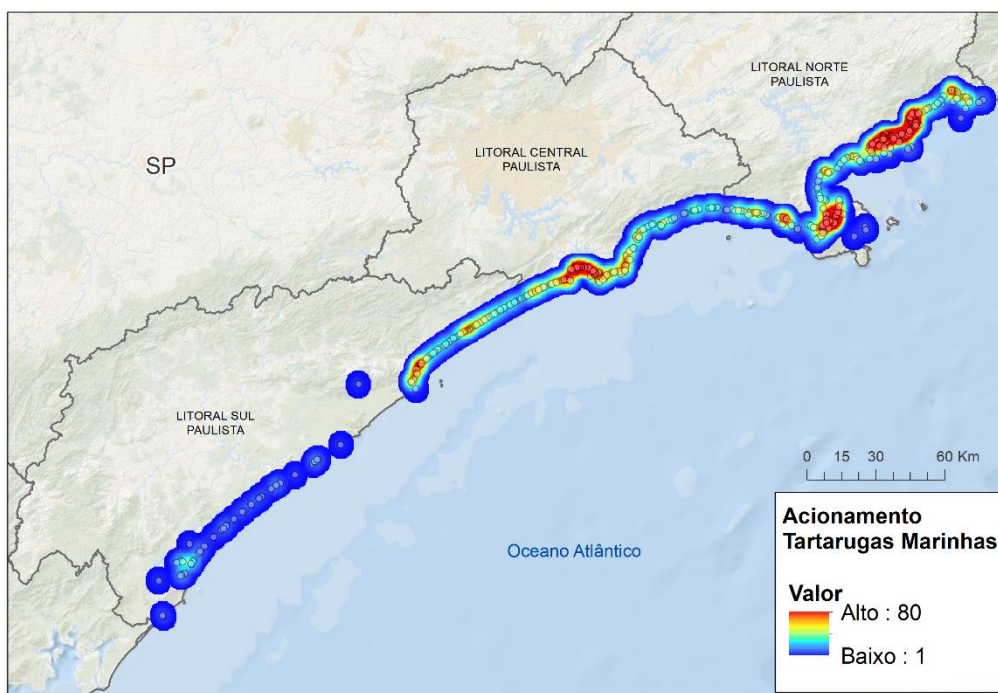 LITORAL NORTE
PAULISTA
SP
LITORAL CENTRAL
PAULISTA
LITORAL SUL
PAULISTA
0 15 30 60 Km
Oceano Atlântico
Acionamento
Tartarugas Marinhas
Valor
Alto : 80
Baixo : 1